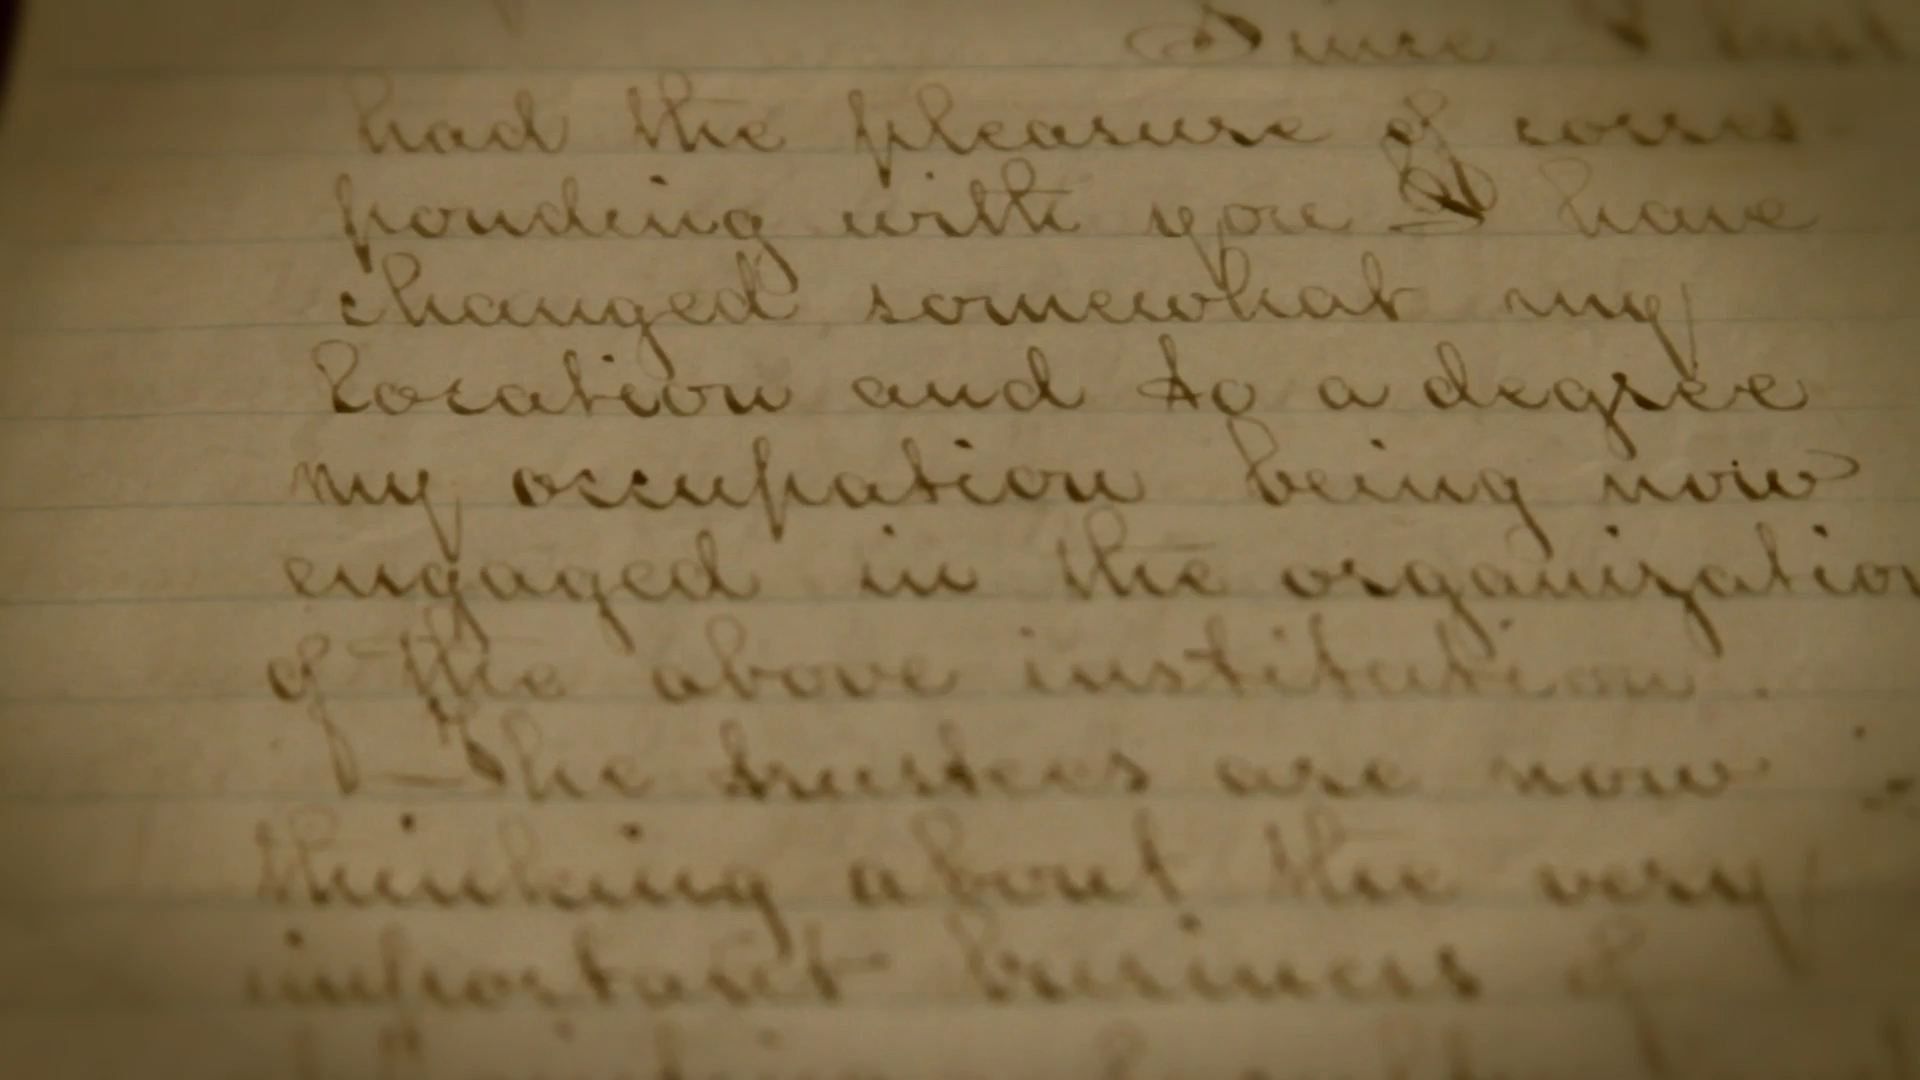 Since I last
had the pleasure of corres-
ponding with you I have
changed somewhat my
location and to a degree
my occupation being now
engaged in the organization
of the above institution.
The trustees are now
thinking about the very
important business of